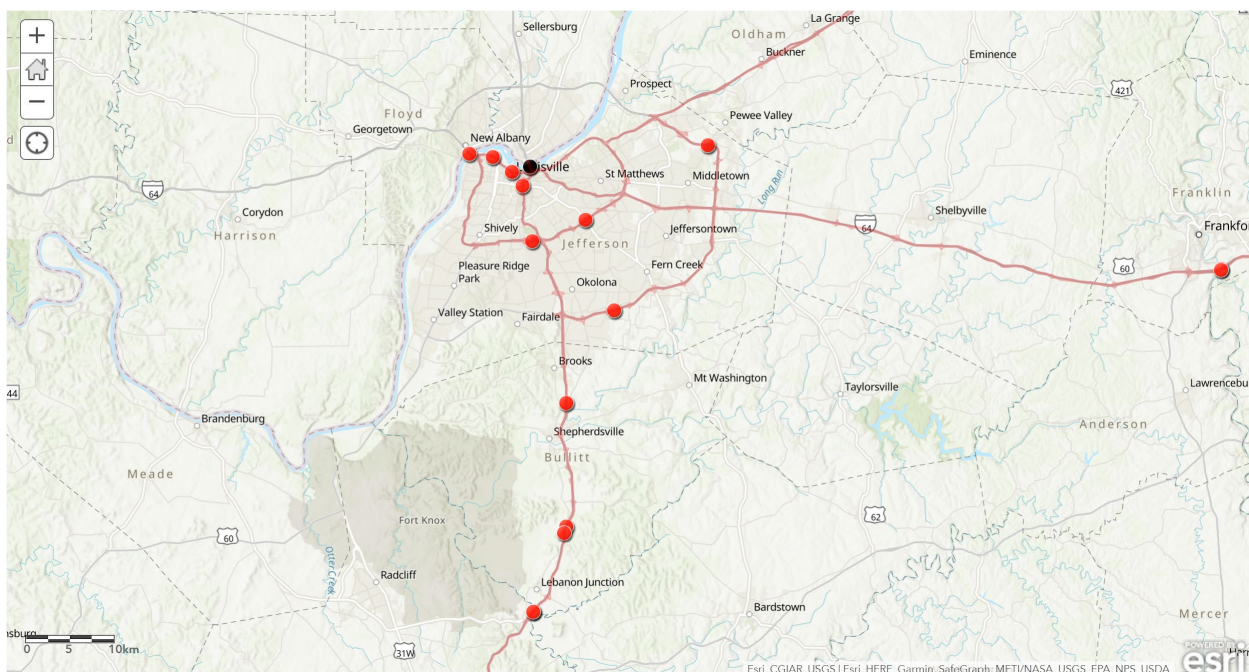 La Grange
Sellersburg
Oldham
Buckner
Eminence
+
−
Prospect
421
Floyd
Pewee Valley
Georgetown
New Albany
St Matthews
Middletown
Long Run
64
Franklin
Corydon
Shelbyville
Harrison
Shively
Jefferson
Jeffersontown
64
Frankfor
Pleasure Ridge
Park
Fern Creek
60
Okolona
Valley Station
Fairdale
Brooks
Mt Washington
Taylorsville
Lawrencebu
44
Brandenburg
Shepherdsville
Anderson
Bullitt
Meade
Fort Knox
62
60
Otter Creek
Radcliff
Lebanon Junction
Bardstown
Mercer
nsburg
0 5 10km
31W
POWERED BY
esri
Esri, CGIAR, USGS | Esri, HERE, Garmin, SafeGraph, METI/NASA, USGS, EPA, NPS, USDA